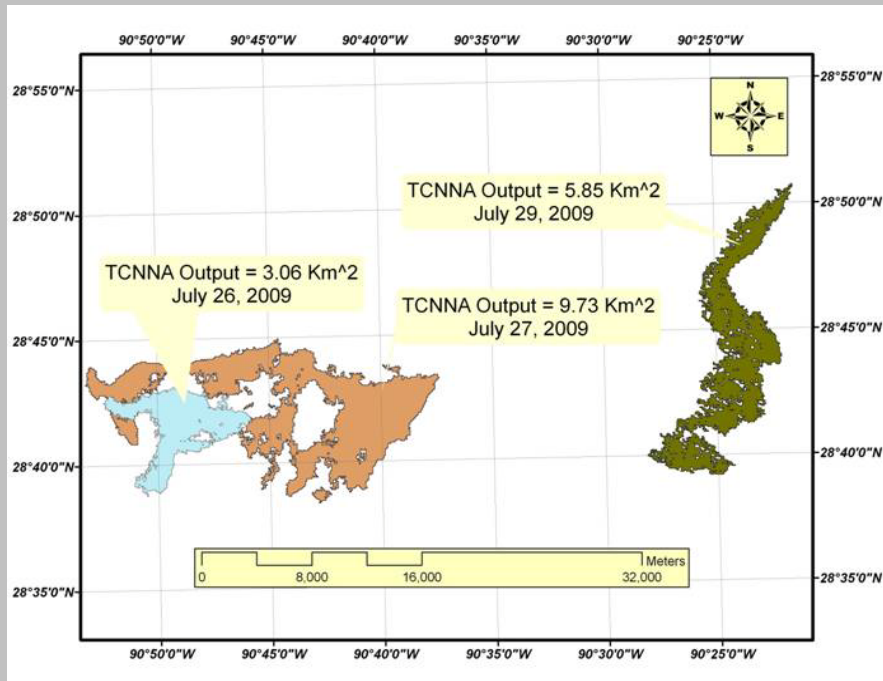 90°50'0"W 90°45'0"W 90°40'0"W 90°35'0"W 90°30'0"W 90°25'0"W
28°55'0"N 28°55'0"N
N
W E
S
TCNNA Output = 5.85 Km^2
July 29, 2009
28°50'0"N 28°50'0"N
TCNNA Output = 3.06 Km^2
July 26, 2009
TCNNA Output = 9.73 Km^2
July 27, 2009
28°45'0"N 28°45'0"N
28°40'0"N 28°40'0"N
Meters
0 8,000 16,000 32,000
28°35'0"N 28°35'0"N
90°50'0"W 90°45'0"W 90°40'0"W 90°35'0"W 90°30'0"W 90°25'0"W